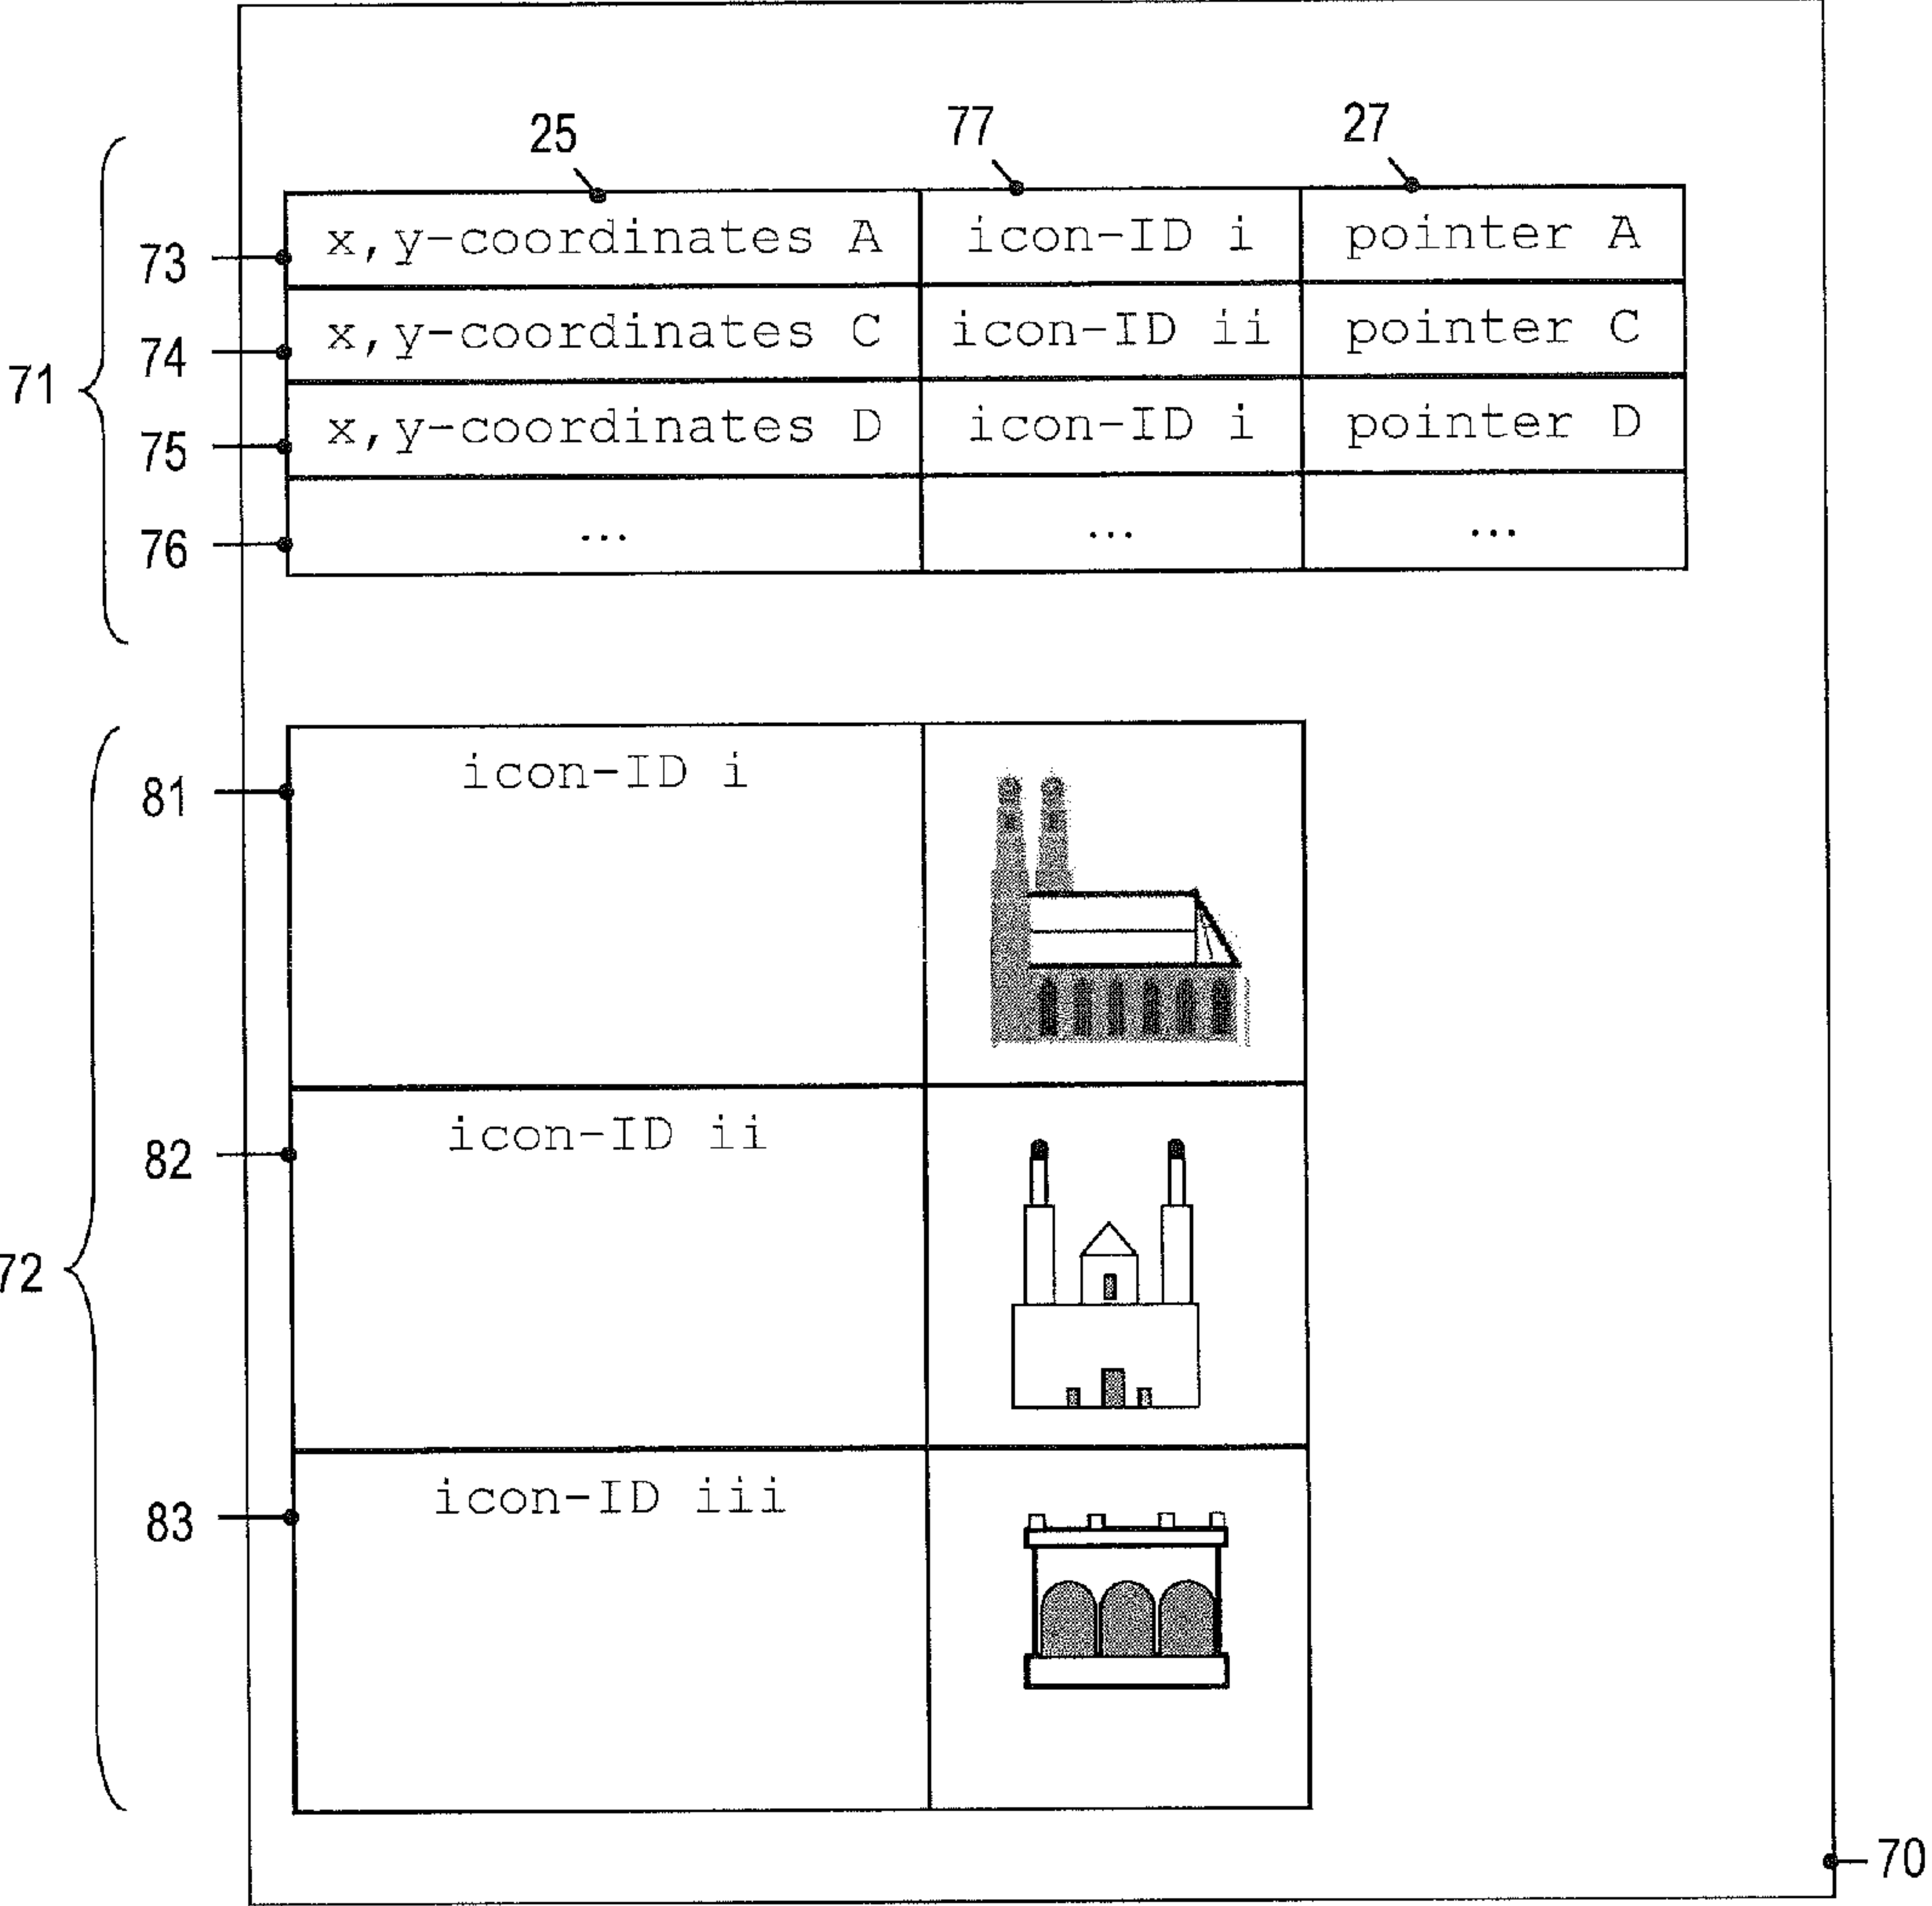 25 77 27
73 x,y-coordinates A icon-ID i pointer A
74 x,y-coordinates C icon-ID ii pointer C
71
75 x,y-coordinates D icon-ID i pointer D
76 ... ... ...
81 icon-ID i
82 icon-ID ii
72
83 icon-ID iii
70